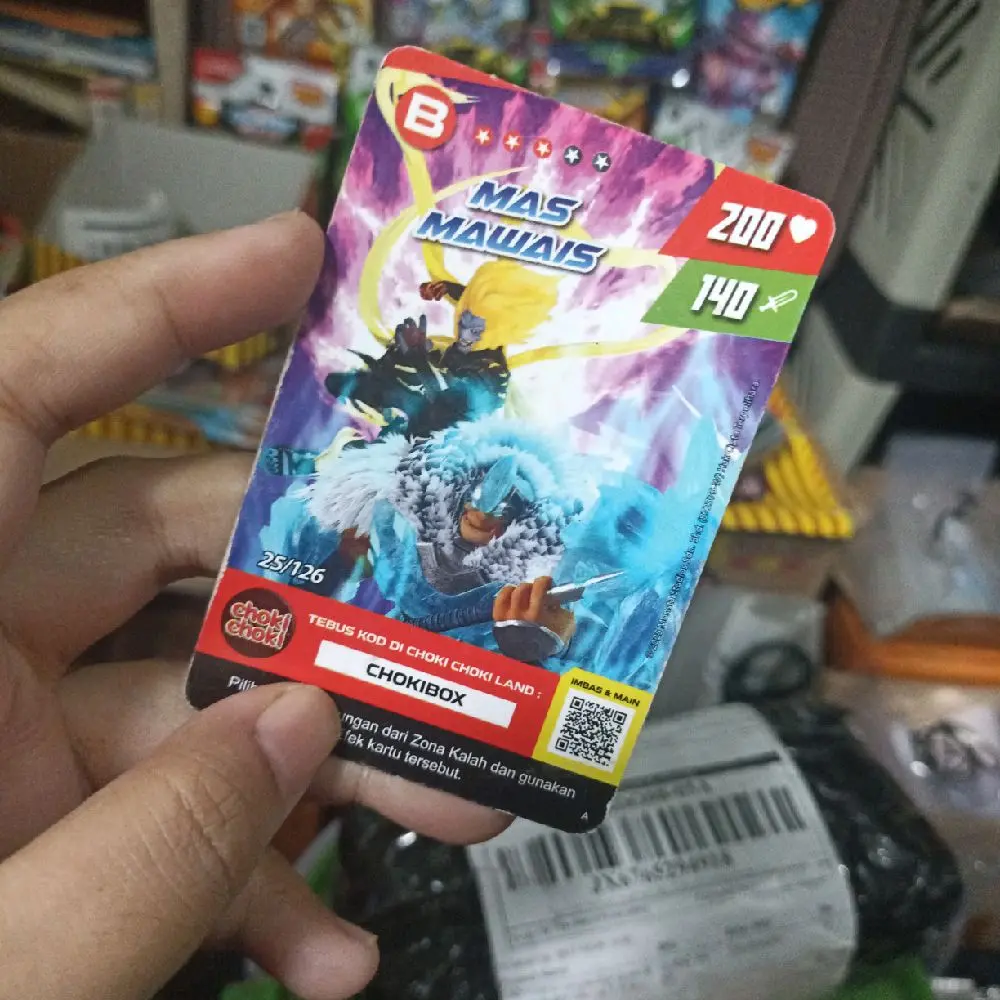 B
MAS
MAWAIS
200
140
25/126
choki
choki
TEBUS KOD DI CHOKI CHOKI LAND :
CHOKIBOX
IMBAS & MAIN
ungan dari Zona Kalah dan gunakan
kartu tersebut.
A